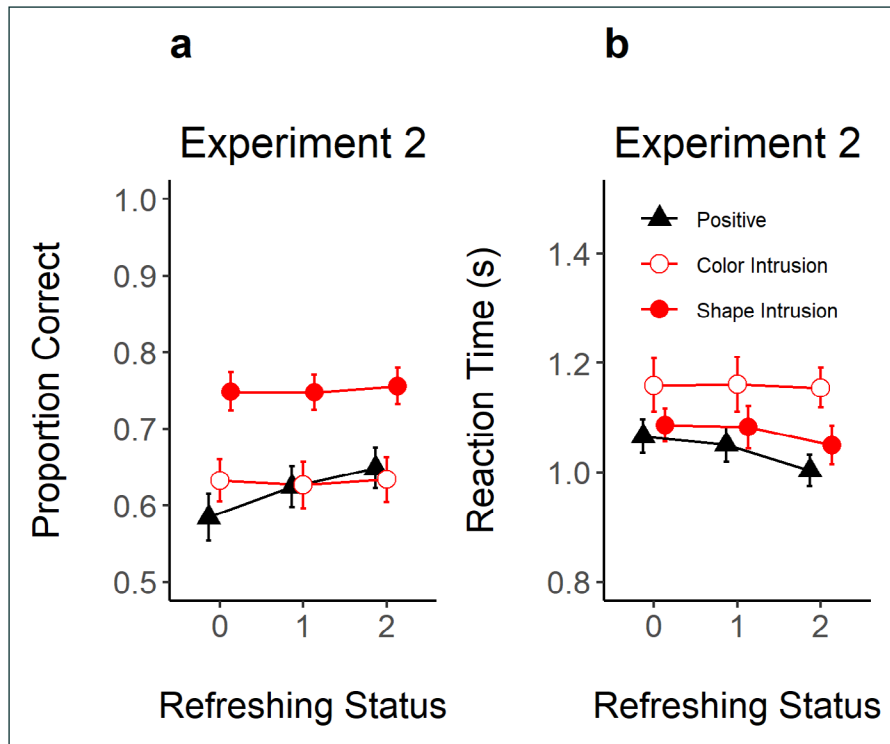 a
Experiment 2
Proportion Correct
1.0
0.9
0.8
0.7
0.6
0.5
0 1 2
Refreshing Status
b
Experiment 2
Reaction Time (s)
1.4
1.2
1.0
0.8
Positive
Color Intrusion
Shape Intrusion
0 1 2
Refreshing Status